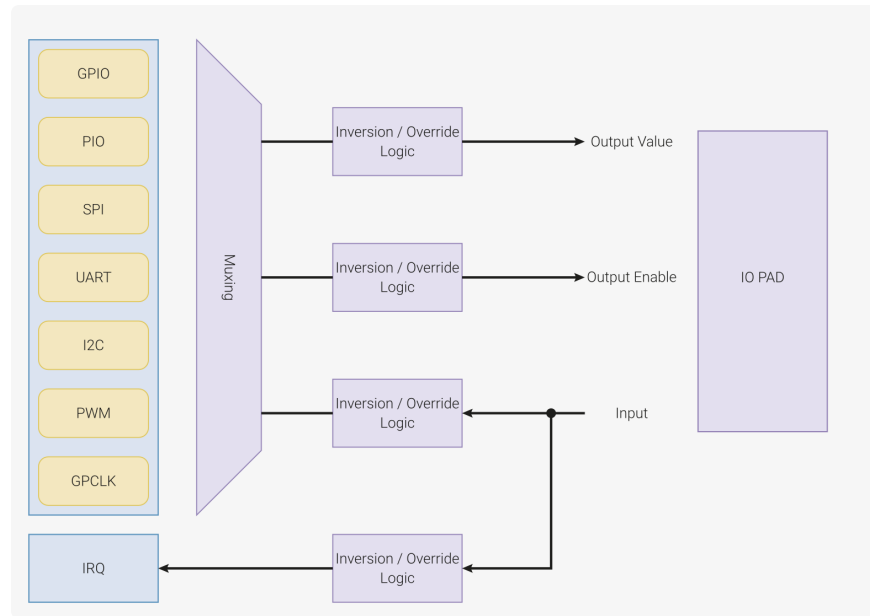 GPIO
PIO
SPI
UART
I2C
PWM
GPCLK
IRQ
Muxing
Inversion / Override
Logic
Output Value
Inversion / Override
Logic
Output Enable
Inversion / Override
Logic
Input
Inversion / Override
Logic
IO PAD